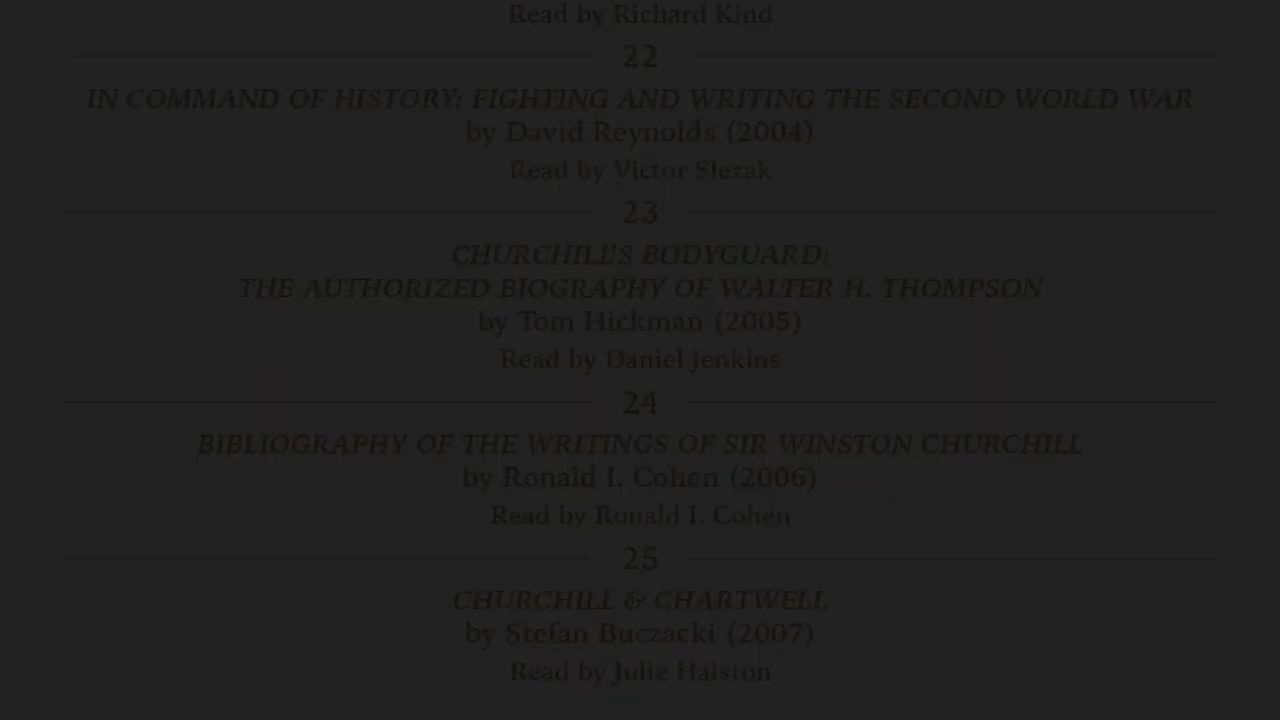 Read by Richard Kind
22
IN COMMAND OF HISTORY: FIGHTING AND WRITING THE SECOND WORLD WAR
by David Reynolds (2004)
Read by Victor Slezak
23
CHURCHILL'S BODYGUARD:
THE AUTHORIZED BIOGRAPHY OF WALTER H. THOMPSON
by Tom Hickman (2005)
Read by Daniel Jenkins
24
BIBLIOGRAPHY OF THE WRITINGS OF SIR WINSTON CHURCHILL
by Ronald I. Cohen (2006)
Read by Ronald I. Cohen
25
CHURCHILL & CHARTWELL
by Stefan Buczacki (2007)
Read by Julie Halston